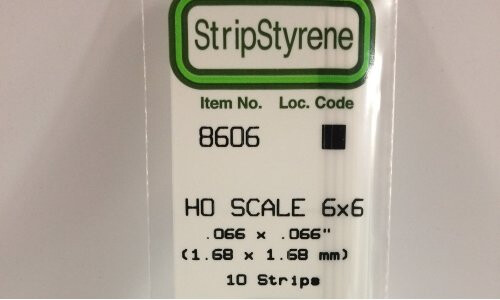 StripStyrene
Item No. Loc. Code
8606
HO SCALE 6x6
.066 x .066"
(1.68 x 1.68 mm)
10 Strips